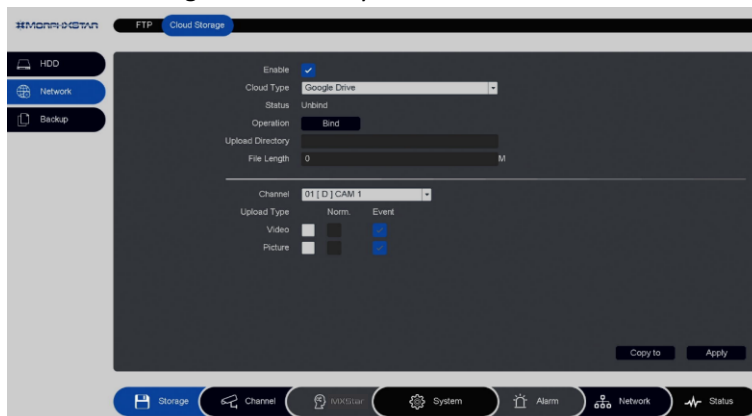 MORPHXSTAR
FTP Cloud Storage
HDD
Network
Backup
Enable
Cloud Type Google Drive
Status Unbind
Operation Bind
Upload Directory
File Length 0 M
Channel 01 [ D ] CAM 1
Upload Type Norm. Event
Video
Picture
Copy to Apply
Storage Channel MXStar System Alarm Network Status